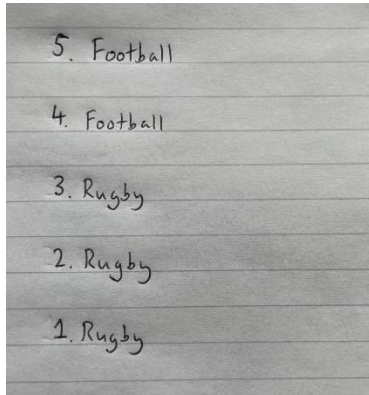 5. Football
4. Football
3. Rugby
2. Rugby
1. Rugby